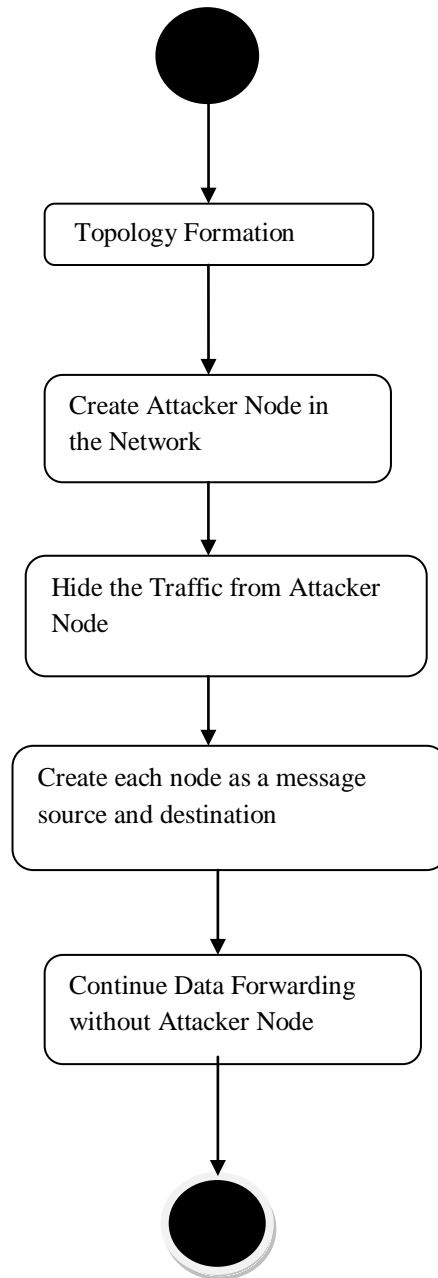 Topology Formation
Create Attacker Node in
the Network
Hide the Traffic from Attacker
Node
Create each node as a message
source and destination
Continue Data Forwarding
without Attacker Node